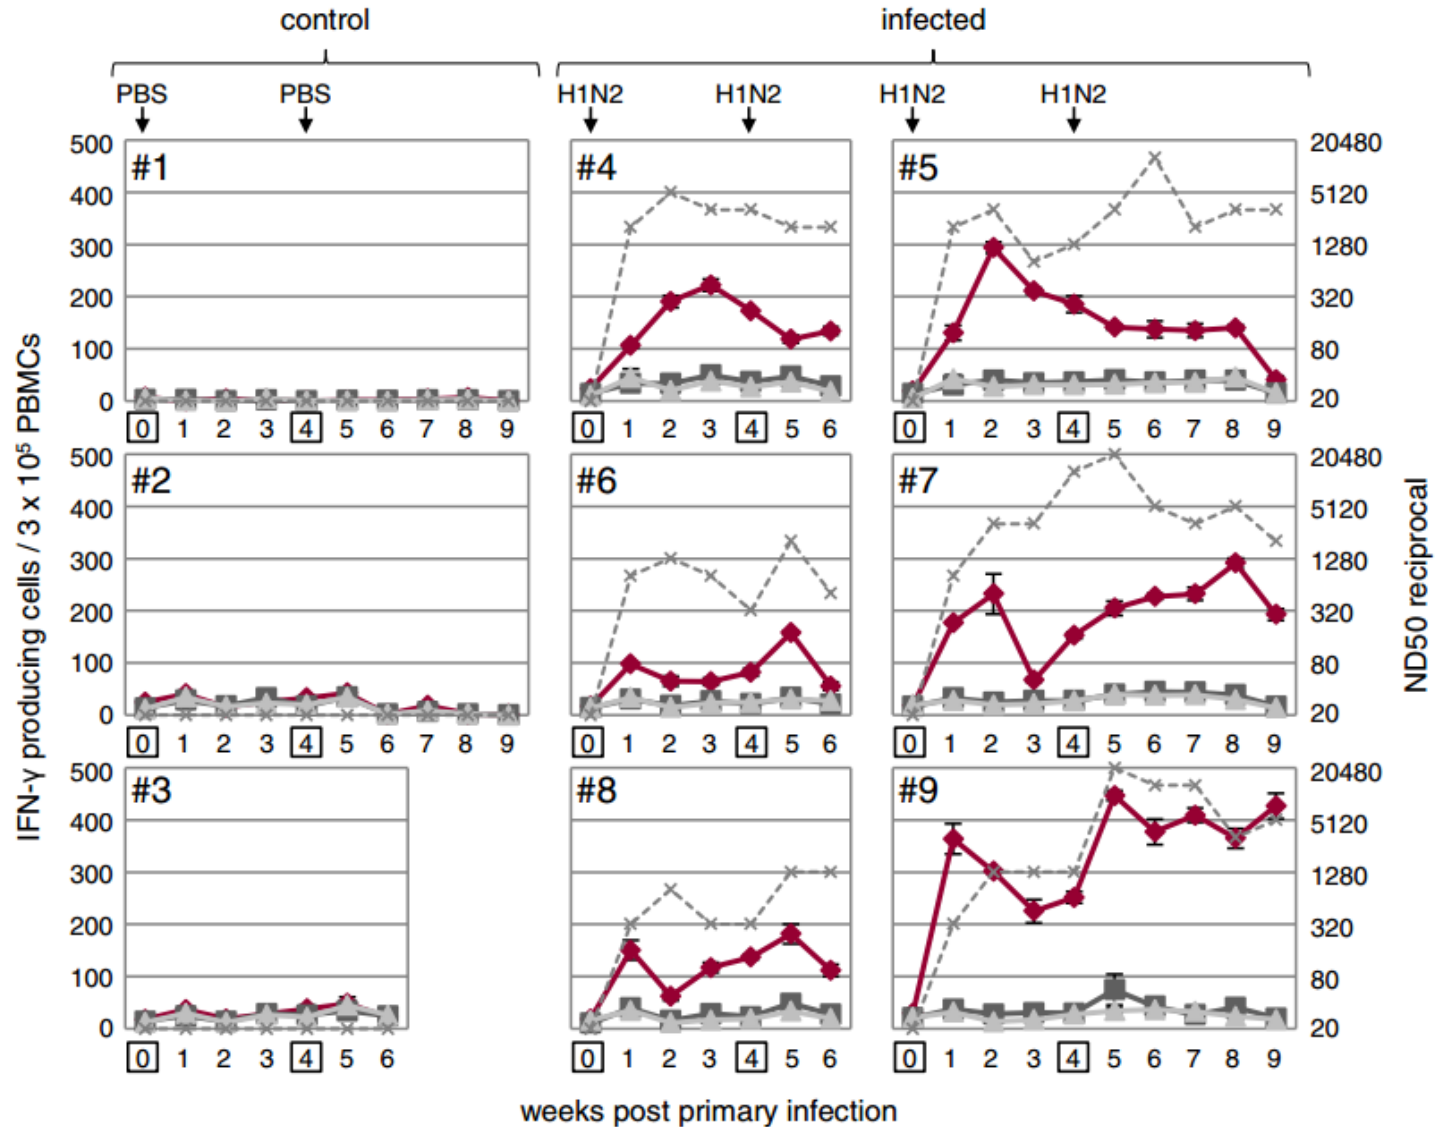 control infected
PBS PBS H1N2 H1N2 H1N2 H1N2
500 #1 #4 #5 20480
400 5120
300 1280
200 320
100 80
0 20
0 1 2 3 4 5 6 7 8 9 0 1 2 3 4 5 6 0 1 2 3 4 5 6 7 8 9
500 #2 #6 #7 20480
400 5120
300 1280
200 320
100 80
0 20
0 1 2 3 4 5 6 7 8 9 0 1 2 3 4 5 6 0 1 2 3 4 5 6 7 8 9
500 #3 #8 #9 20480
400 5120
300 1280
200 320
100 80
0 20
0 1 2 3 4 5 6 0 1 2 3 4 5 6 0 1 2 3 4 5 6 7 8 9
IFN-γ producing cells / 3 x 10⁵ PBMCs
ND50 reciprocal
weeks post primary infection